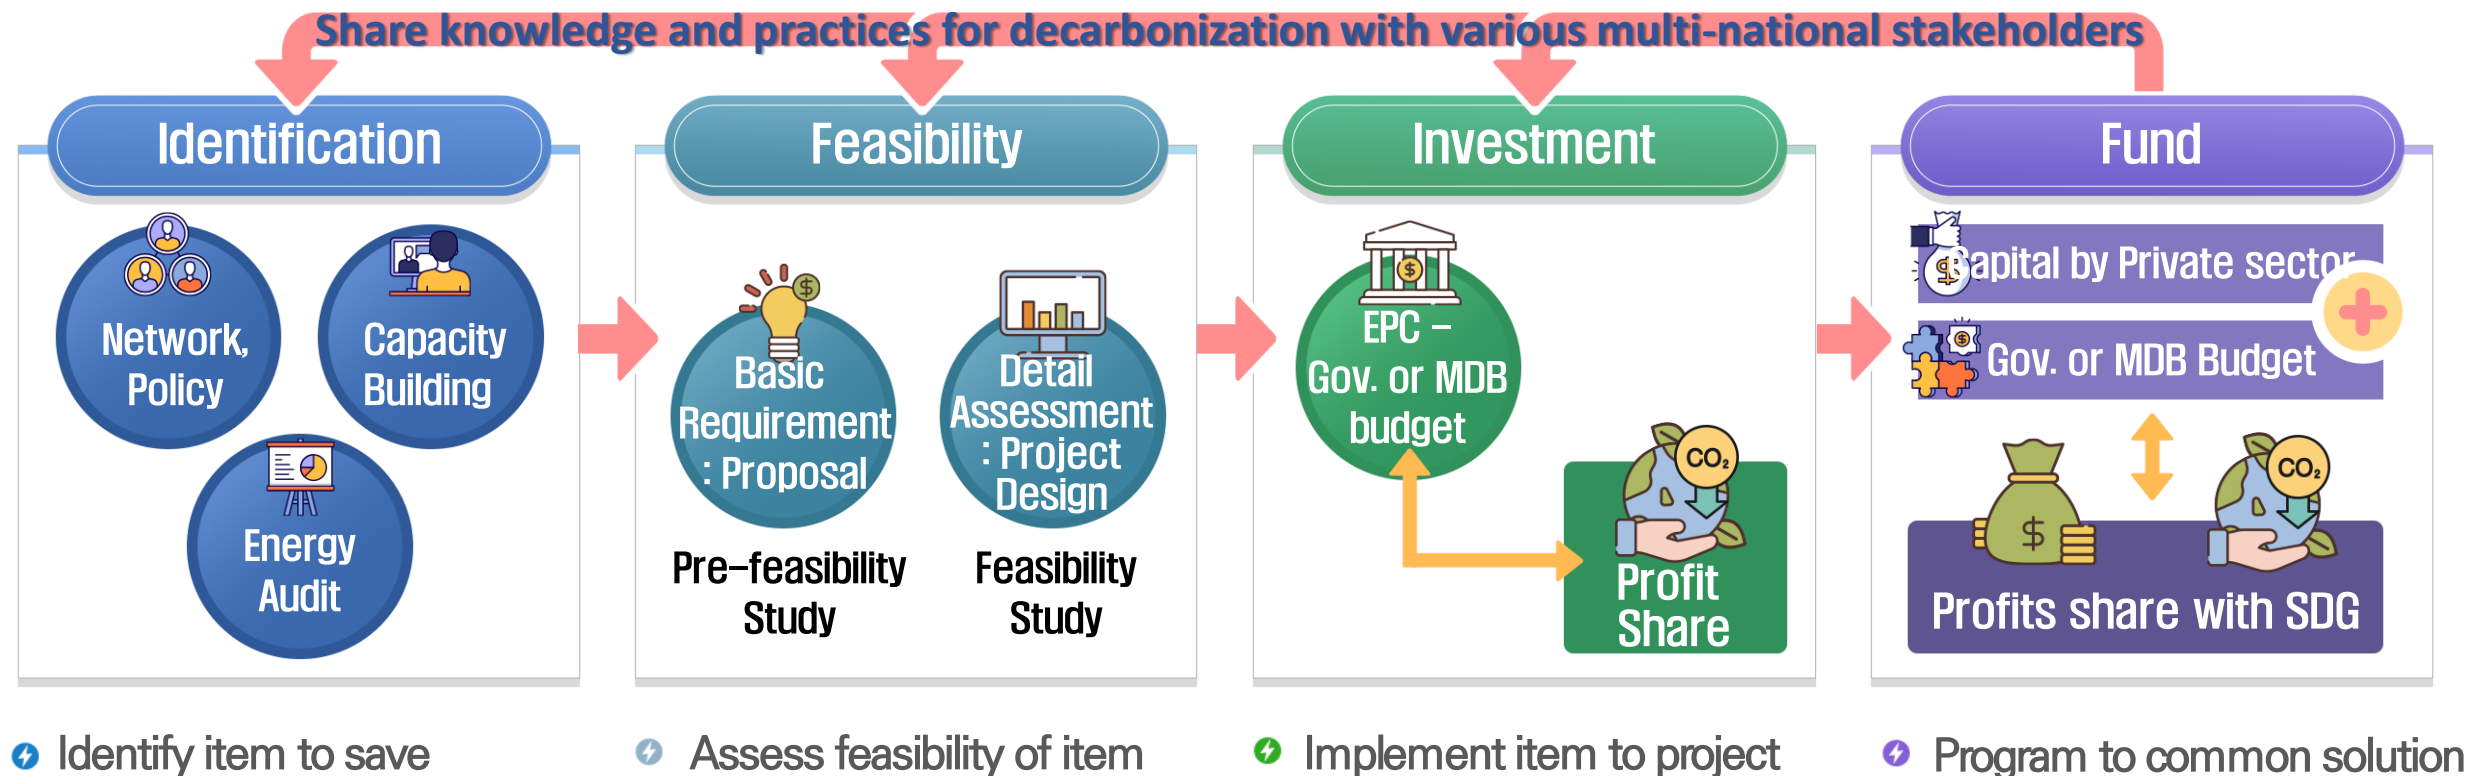 Share knowledge and practices for decarbonization with various multi-national stakeholders
Identification
Network,
Policy
Capacity
Building
Energy
Audit
Identify item to save
Feasibility
$
Basic
Requirement
: Proposal
Pre-feasibility
Study
Detail
Assessment
: Project
Design
Feasibility
Study
Assess feasibility of item
Investment
$
EPC -
Gov. or MDB
budget
CO₂
Profit
Share
Implement item to project
Fund
$
Capital by Private sector
$
Gov. or MDB Budget
$
CO₂
Profits share with SDG
Program to common solution